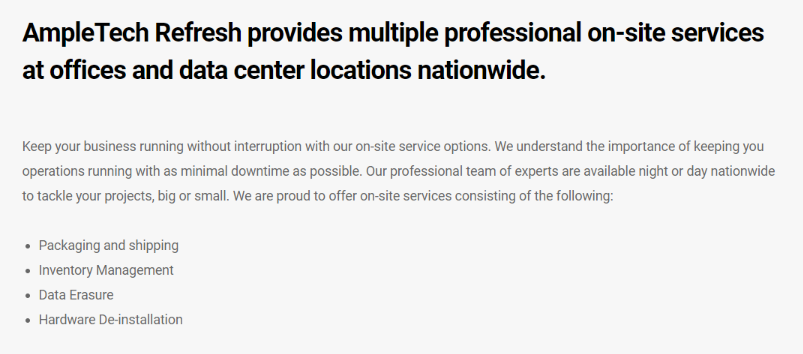 AmpleTech Refresh provides multiple professional on-site services
at offices and data center locations nationwide.
Keep your business running without interruption with our on-site service options. We understand the importance of keeping you
operations running with as minimal downtime as possible. Our professional team of experts are available night or day nationwide
to tackle your projects, big or small. We are proud to offer on-site services consisting of the following:
• Packaging and shipping
• Inventory Management
• Data Erasure
• Hardware De-installation